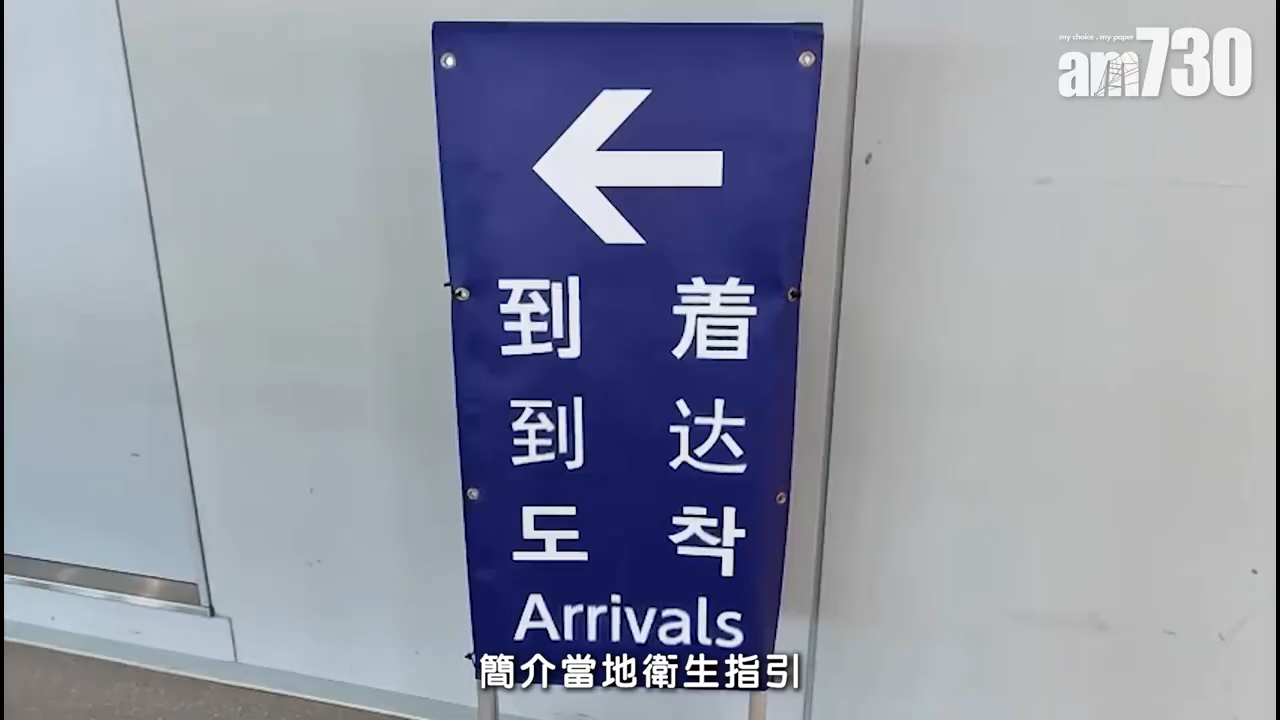 my choice . my paper
am730
到 着
到 达
도 착
Arrivals
簡介當地衛生指引